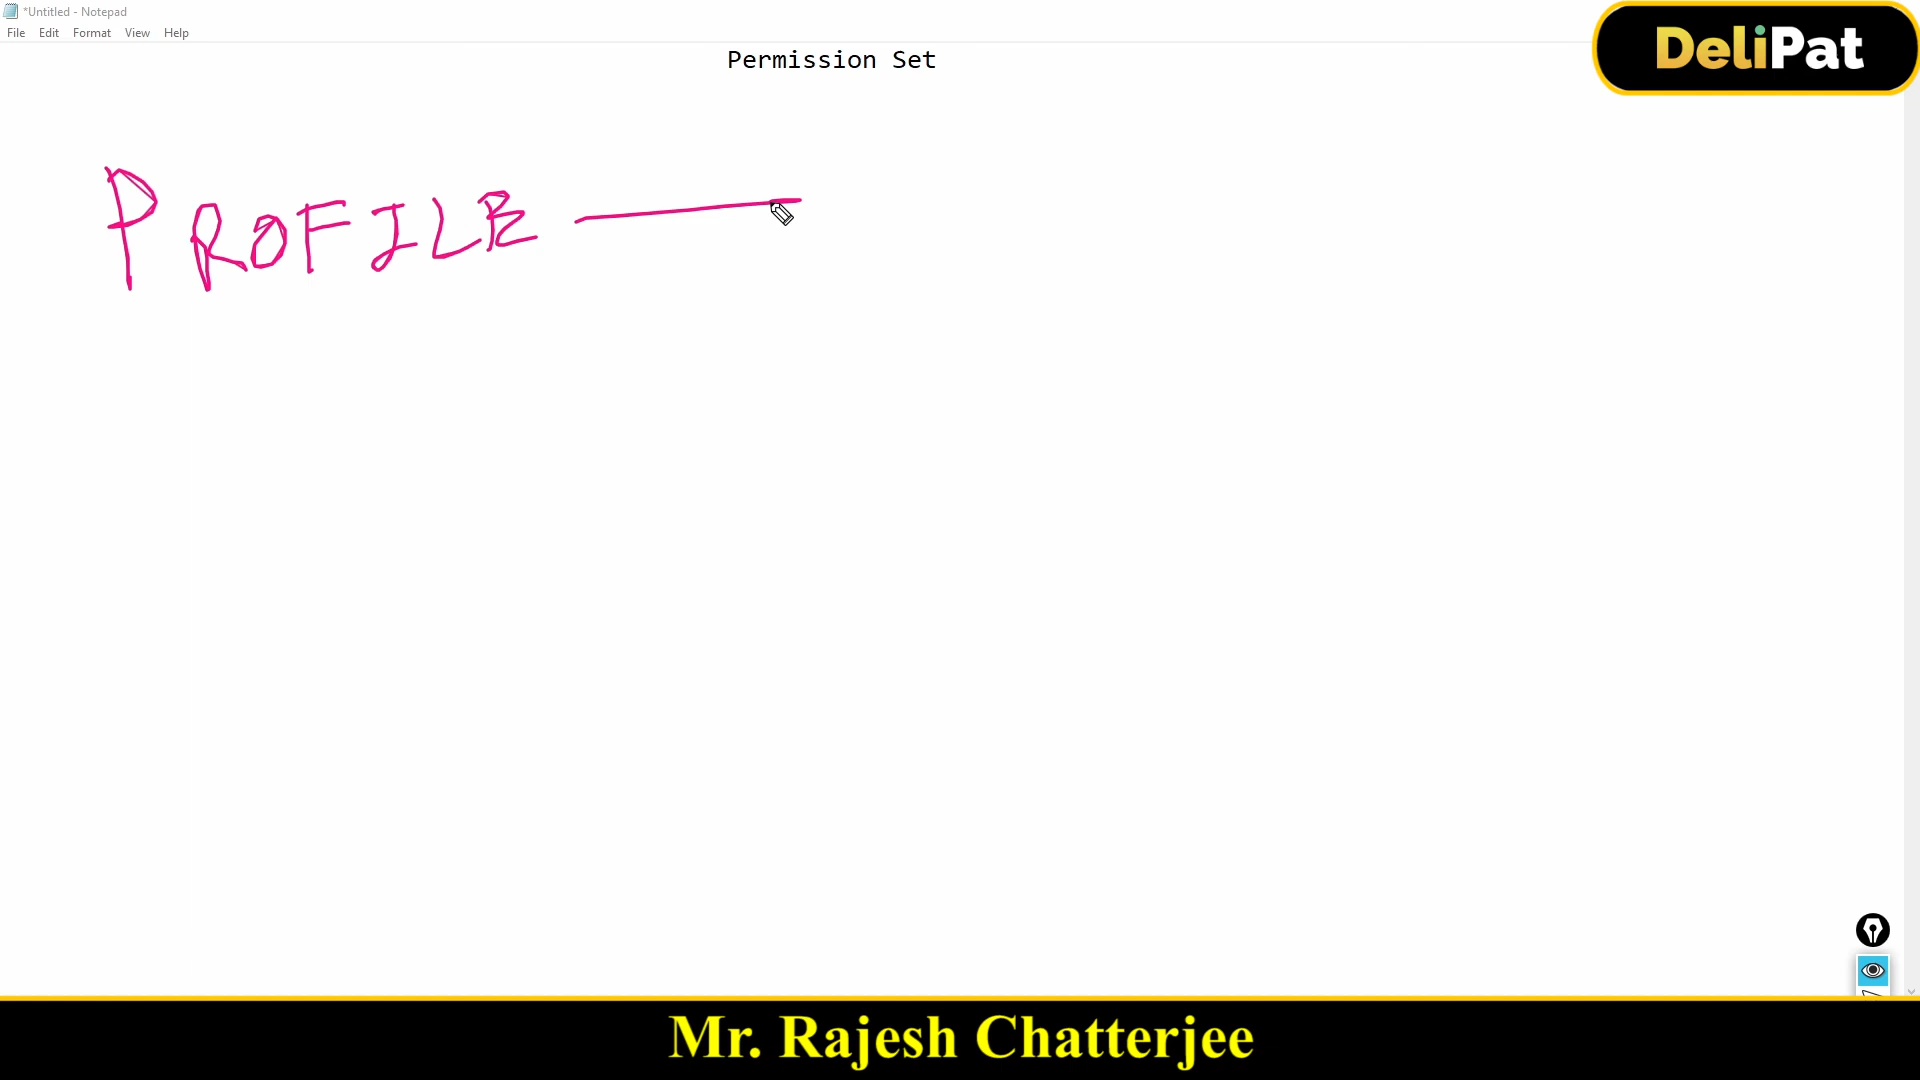 *Untitled - Notepad
File Edit Format View Help
Permission Set
DeliPat
PROFILE
Mr. Rajesh Chatterjee